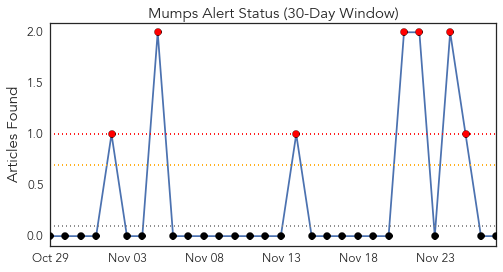 Mumps Alert Status (30-Day Window)
Articles Found
2.0
1.5
1.0
0.5
0.0
Oct 29 Nov 03 Nov 08 Nov 13 Nov 18 Nov 23